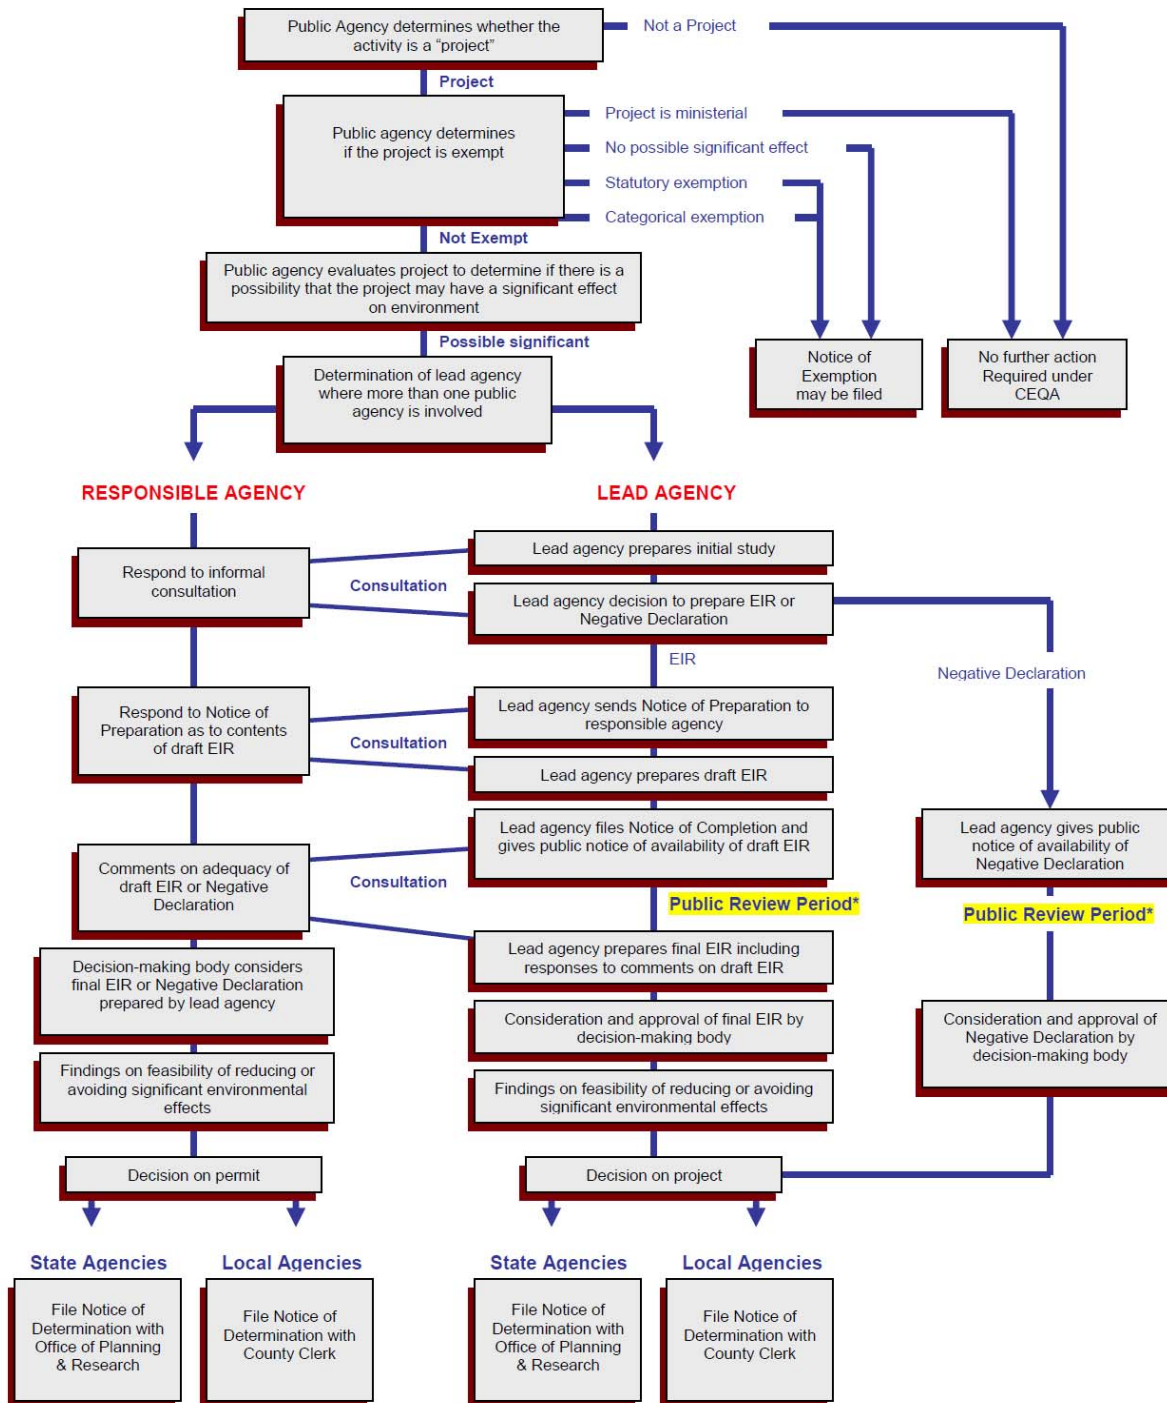 Public Agency determines whether the
activity is a “project”
Not a Project
Project
Public agency determines
if the project is exempt
Project is ministerial
No possible significant effect
Statutory exemption
Categorical exemption
Not Exempt
Public agency evaluates project to determine if there is a
possibility that the project may have a significant effect
on environment
Possible significant
Notice of
Exemption
may be filed
No further action
Required under
CEQA
Determination of lead agency
where more than one public
agency is involved
RESPONSIBLE AGENCY
LEAD AGENCY
Respond to informal
consultation
Consultation
Lead agency prepares initial study
Lead agency decision to prepare EIR or
Negative Declaration
EIR
Negative Declaration
Respond to Notice of
Preparation as to contents
of draft EIR
Consultation
Lead agency sends Notice of Preparation to
responsible agency
Lead agency prepares draft EIR
Comments on adequacy of
draft EIR or Negative
Declaration
Consultation
Lead agency files Notice of Completion and
gives public notice of availability of draft EIR
Lead agency gives public
notice of availability of
Negative Declaration
Public Review Period*
Public Review Period*
Decision-making body considers
final EIR or Negative Declaration
prepared by lead agency
Lead agency prepares final EIR including
responses to comments on draft EIR
Consideration and approval of final EIR by
decision-making body
Consideration and approval of
Negative Declaration by
decision-making body
Findings on feasibility of reducing or
avoiding significant environmental
effects
Findings on feasibility of reducing or avoiding
significant environmental effects
Decision on permit
Decision on project
State Agencies
Local Agencies
State Agencies
Local Agencies
File Notice of
Determination with
Office of Planning
& Research
File Notice of
Determination with
County Clerk
File Notice of
Determination with
Office of Planning
& Research
File Notice of
Determination with
County Clerk